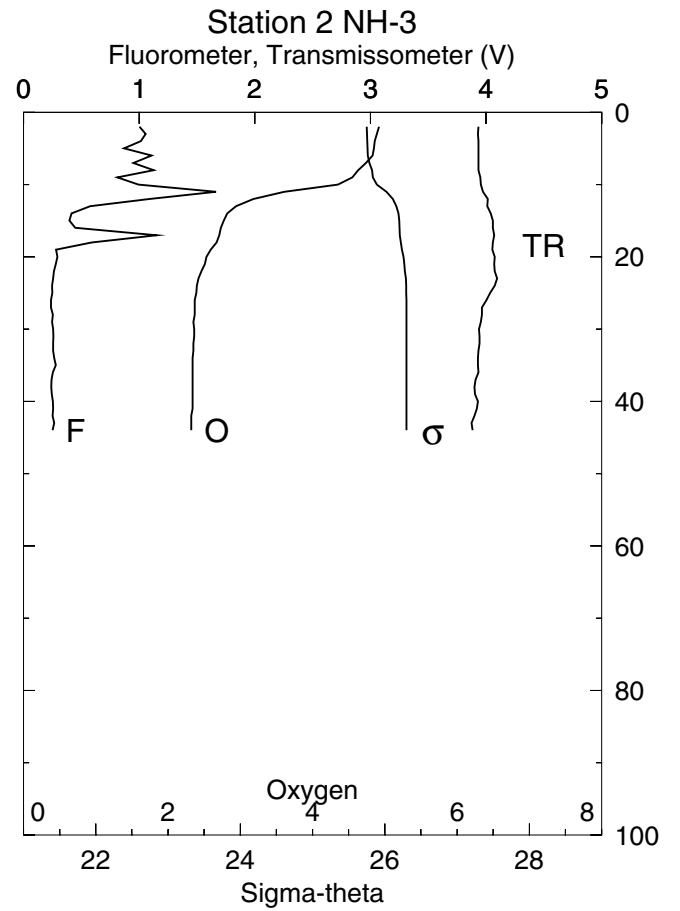 Station 2 NH-3
Fluorometer, Transmissometer (V)
0 1 2 3 4 5
0
20
TR
40
F O σ
60
80
Oxygen
0 2 4 6 8
100
22 24 26 28
Sigma-theta